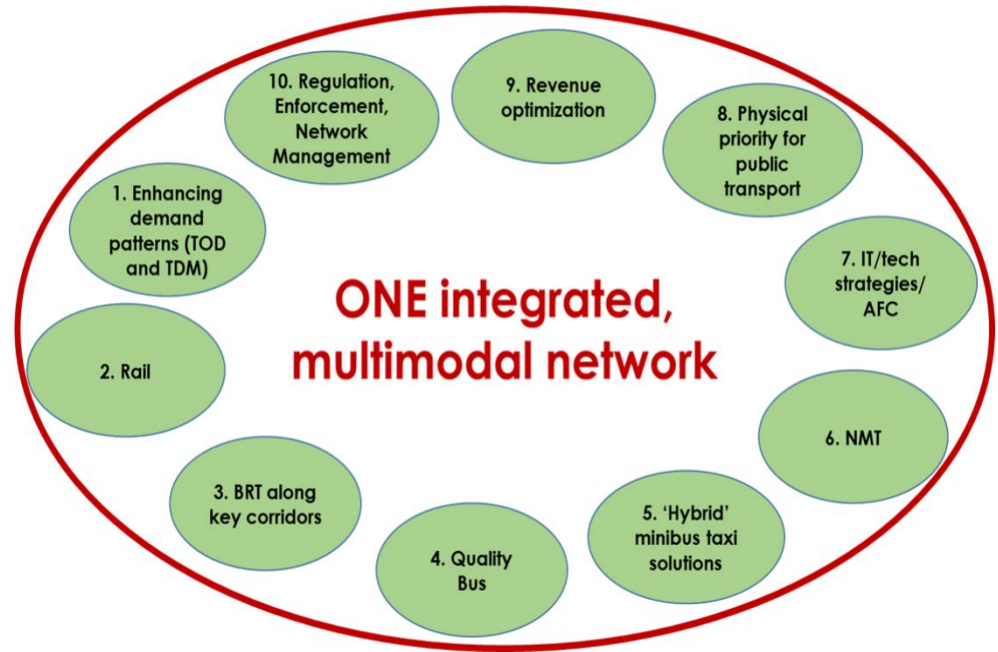 ONE integrated,
multimodal network
1. Enhancing
demand
patterns (TOD
and TDM)
2. Rail
3. BRT along
key corridors
4. Quality
Bus
5. ‘Hybrid’
minibus taxi
solutions
6. NMT
7. IT/tech
strategies/
AFC
8. Physical
priority for
public
transport
9. Revenue
optimization
10. Regulation,
Enforcement,
Network
Management